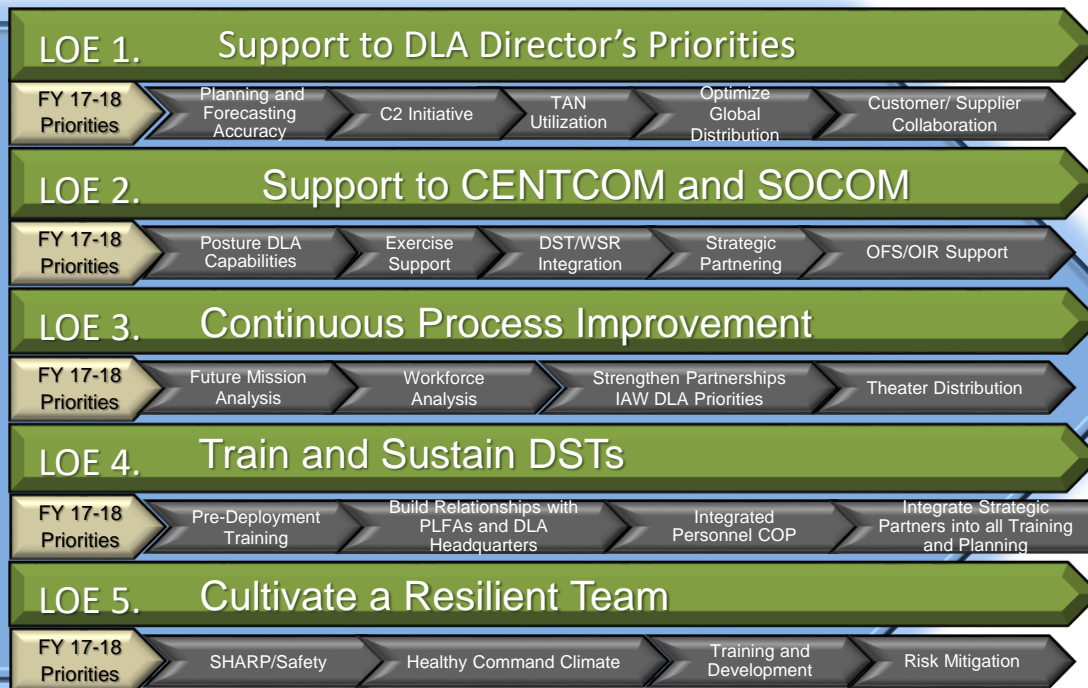 LOE 1. Support to DLA Director's Priorities
FY 17-18
Priorities
Planning and
Forecasting
Accuracy
C2 Initiative
TAN
Utilization
Optimize
Global
Distribution
Customer/ Supplier
Collaboration
LOE 2. Support to CENTCOM and SOCOM
FY 17-18
Priorities
Posture DLA
Capabilities
Exercise
Support
DST/WSR
Integration
Strategic
Partnering
OFS/OIR Support
LOE 3. Continuous Process Improvement
FY 17-18
Priorities
Future Mission
Analysis
Workforce
Analysis
Strengthen Partnerships
IAW DLA Priorities
Theater Distribution
LOE 4. Train and Sustain DSTs
FY 17-18
Priorities
Pre-Deployment
Training
Build Relationships with
PLFAs and DLA
Headquarters
Integrated
Personnel COP
Integrate Strategic
Partners into all Training
and Planning
LOE 5. Cultivate a Resilient Team
FY 17-18
Priorities
SHARP/Safety
Healthy Command Climate
Training and
Development
Risk Mitigation